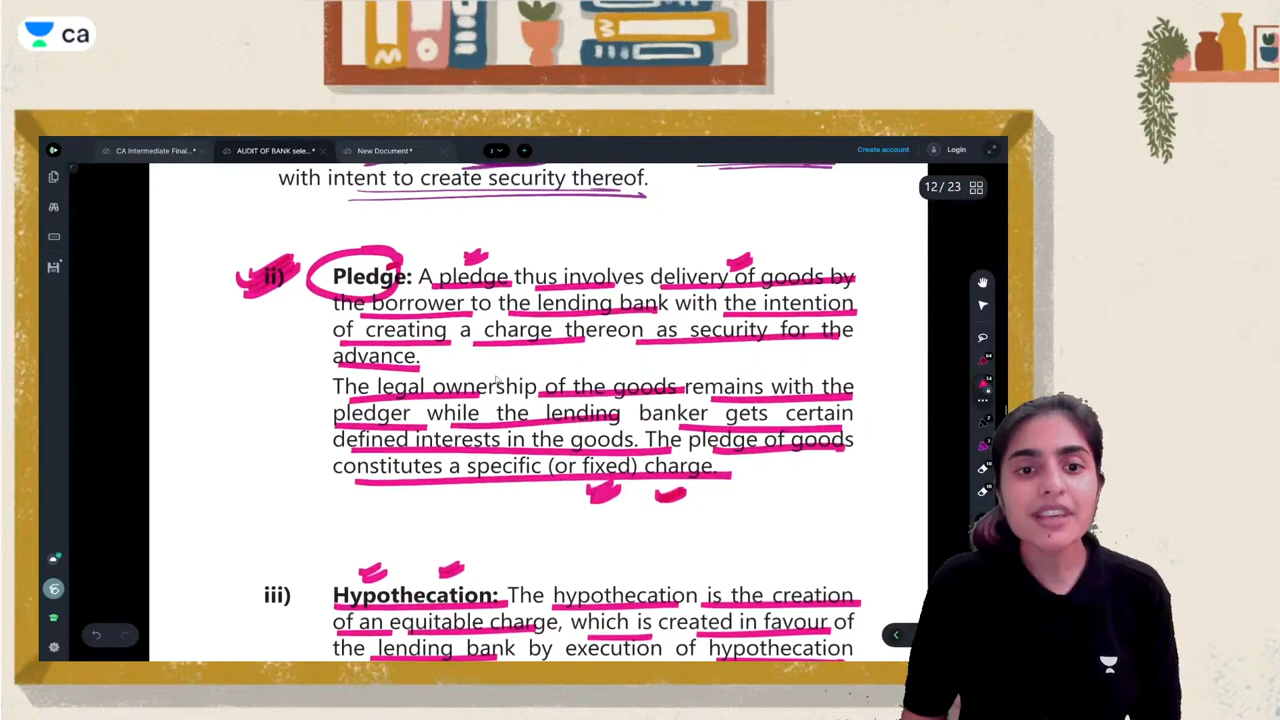 ca
CA Intermediate Final...*
AUDIT OF BANK sele...*
New Document*
Create account
Login
with intent to create security thereof.
12 / 23
ii) Pledge: A pledge thus involves delivery of goods by
the borrower to the lending bank with the intention
of creating a charge thereon as security for the
advance.
The legal ownership of the goods remains with the
pledger while the lending banker gets certain
defined interests in the goods. The pledge of goods
constitutes a specific (or fixed) charge.
iii) Hypothecation: The hypothecation is the creation
of an equitable charge, which is created in favour of
the lending bank by execution of hypothecation